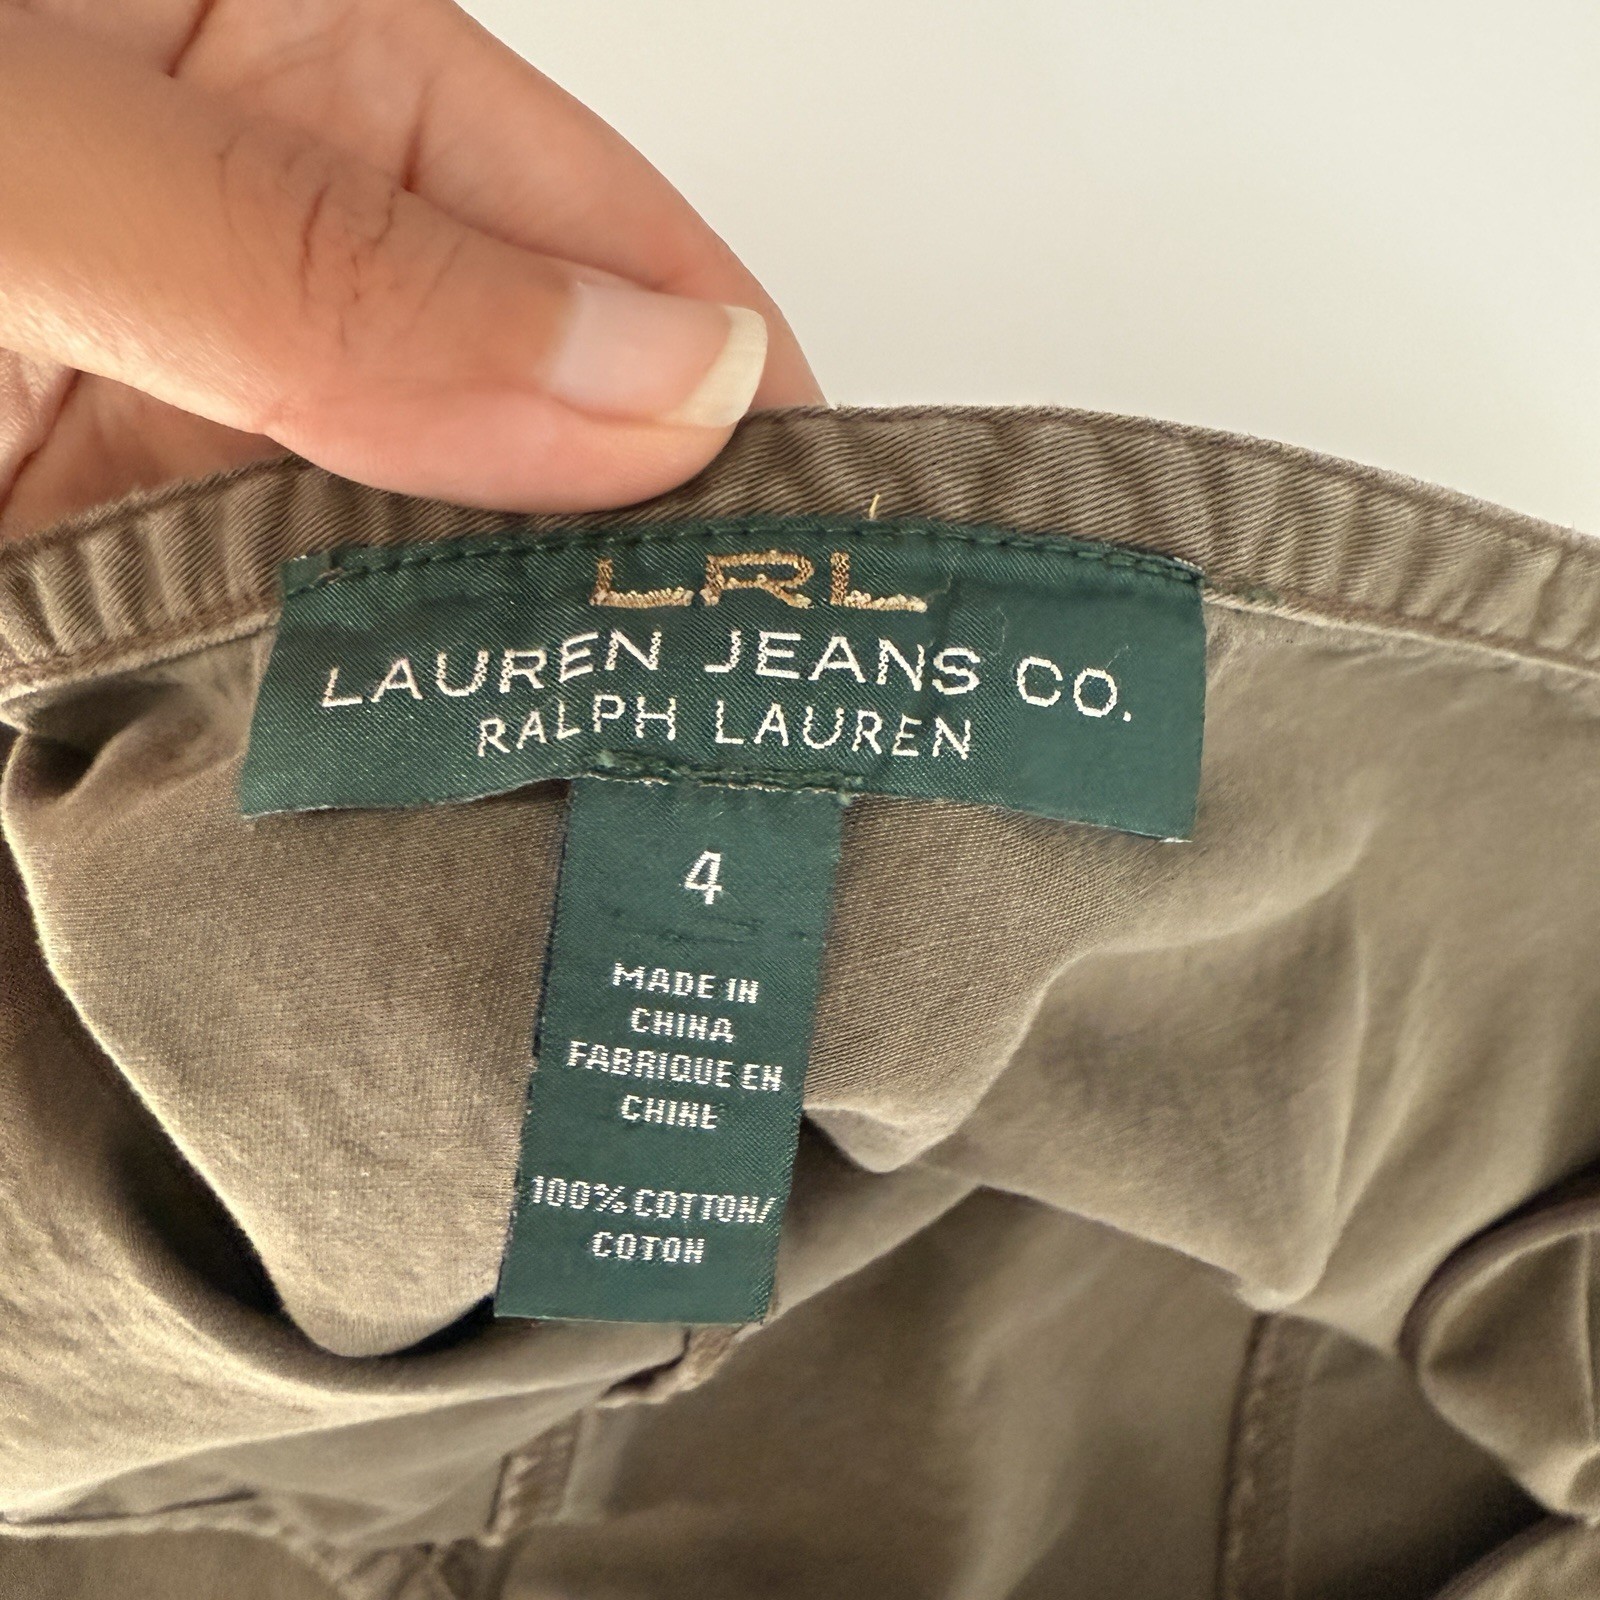 LRL
LAUREN JEANS CO.
RALPH LAUREN
4
MADE IN
CHINA
FABRIQUE EN
CHINE
100% COTTON/
COTON